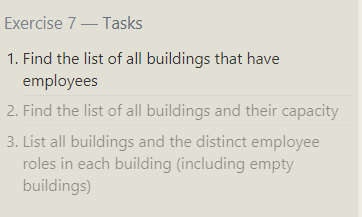 Exercise 7 — Tasks
1. Find the list of all buildings that have
employees
2. Find the list of all buildings and their capacity
3. List all buildings and the distinct employee
roles in each building (including empty
buildings)